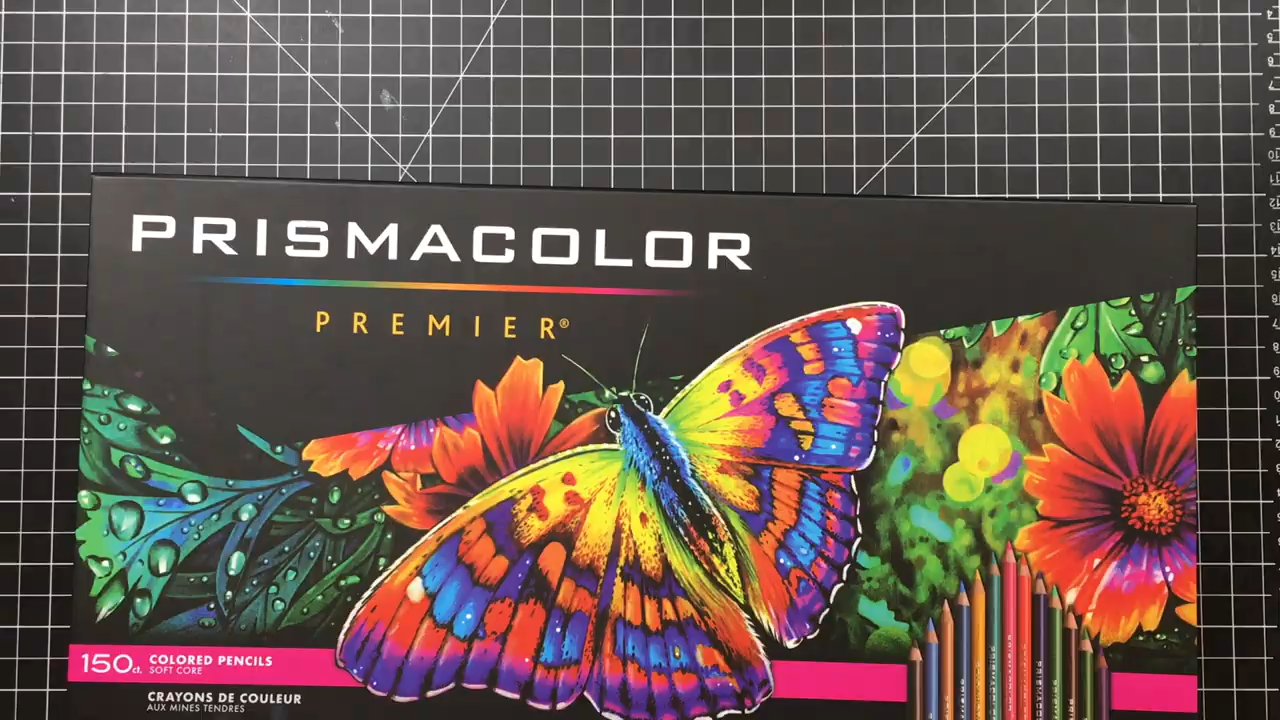 PRISMACOLOR
PREMIER®
150ct. COLORED PENCILS
SOFT CORE
CRAYONS DE COULEUR
AUX MINES TENDRES